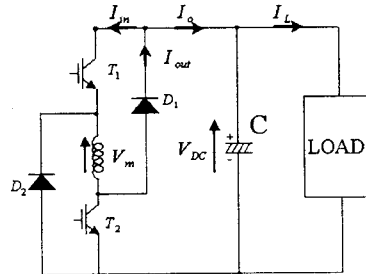 I_in I_o I_L
T_1 I_out
D_1
C
D_2 V_m V_DC + - LOAD
T_2